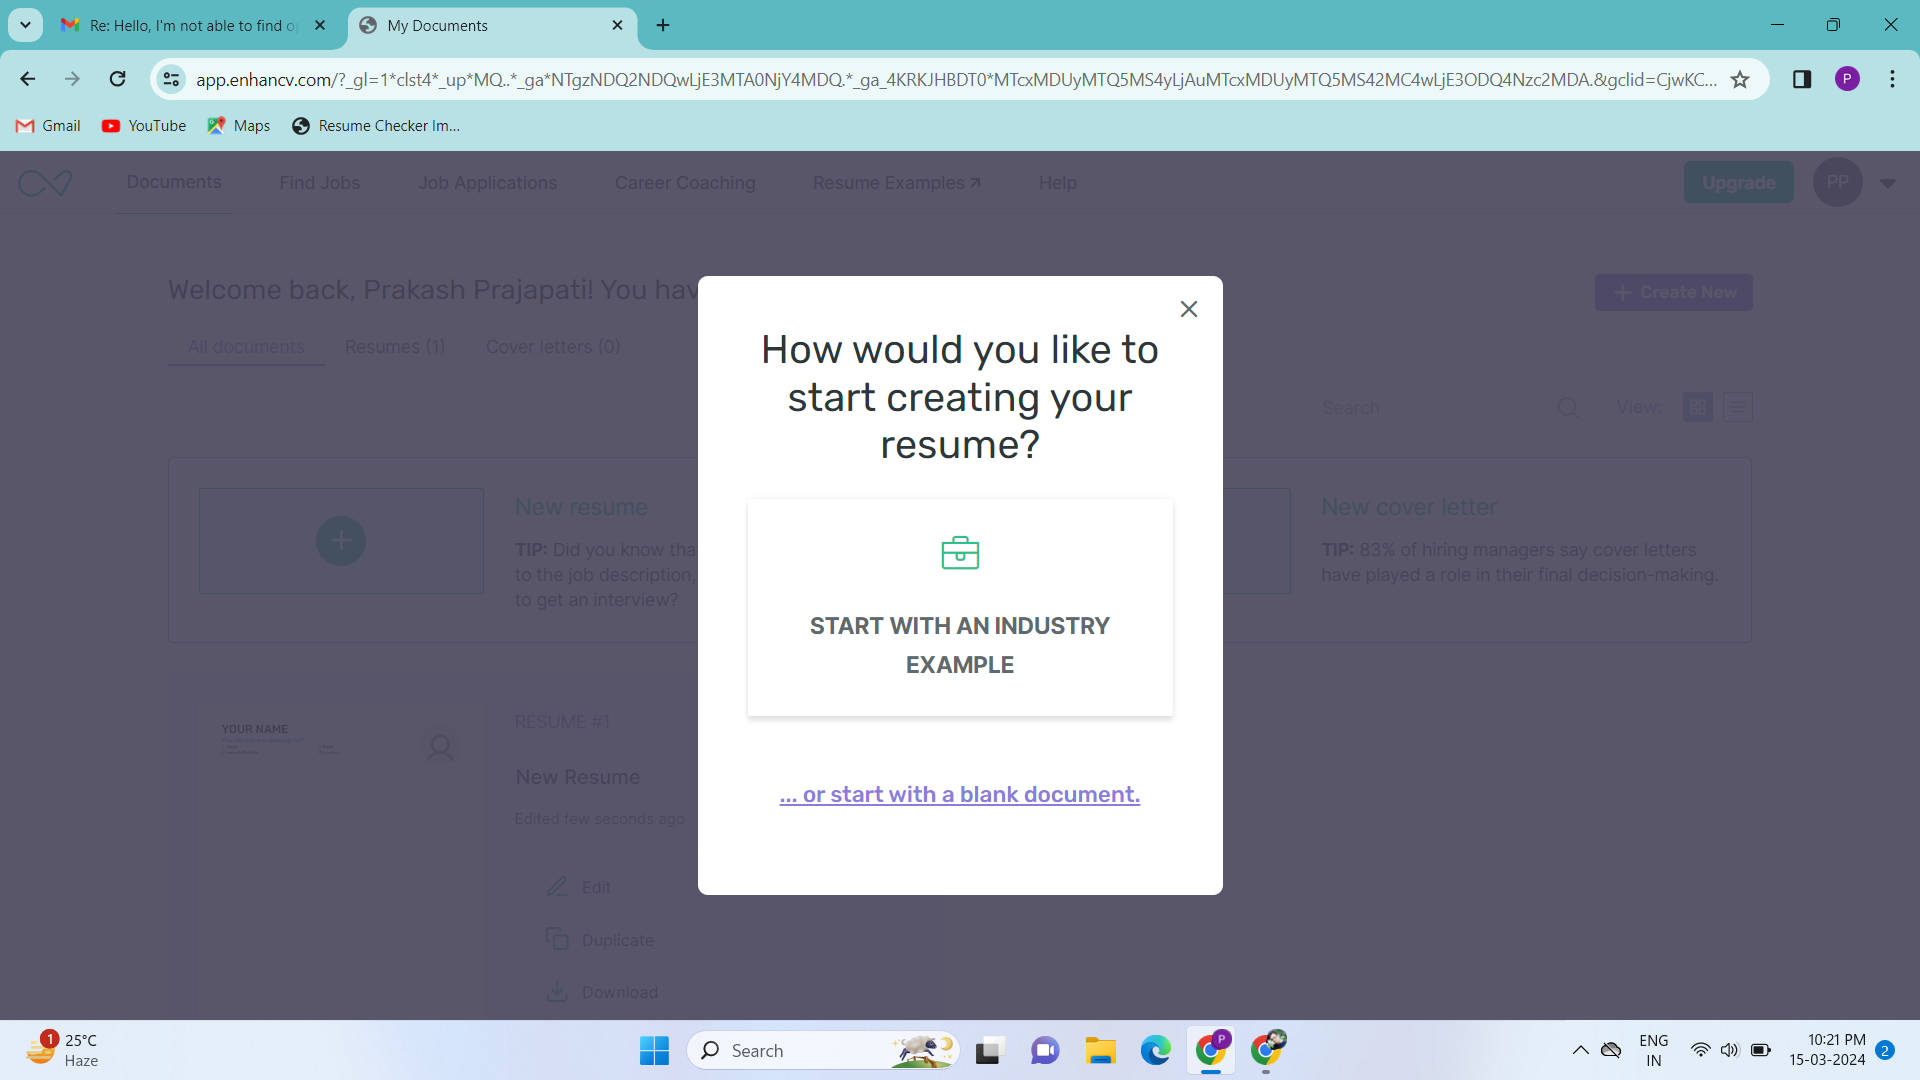 Re: Hello, I'm not able to find o
My Documents
app.enhancv.com/?_gl=1*clst4*_up*MQ..*_ga*NTgzNDQ2NDQwLjE3MTA0NjY4MDQ.*_ga_4KRKJHBDT0*MTcxMDUyMTQ5MS4yLjAuMTcxMDUyMTQ5MS42MC4wLjE3ODQ4Nzc2MDA.&gclid=CjwKC...
P
Gmail
YouTube
Maps
Resume Checker Im...
Documents
Find Jobs
Job Applications
Career Coaching
Resume Examples
Help
Upgrade
PP
Welcome back, Prakash Prajapati! You hav
Create New
All documents
Resumes (1)
Cover letters (0)
Search
View:
New resume
TIP: Did you know tha
to the job description,
to get an interview?
New cover letter
TIP: 83% of hiring managers say cover letters
have played a role in their final decision-making.
How would you like to
start creating your
resume?
START WITH AN INDUSTRY
EXAMPLE
... or start with a blank document.
YOUR NAME
RESUME #1
New Resume
Edited few seconds ago
Edit
Duplicate
Download
1
25°C
Haze
Search
P
ENG
IN
10:21 PM
15-03-2024
2